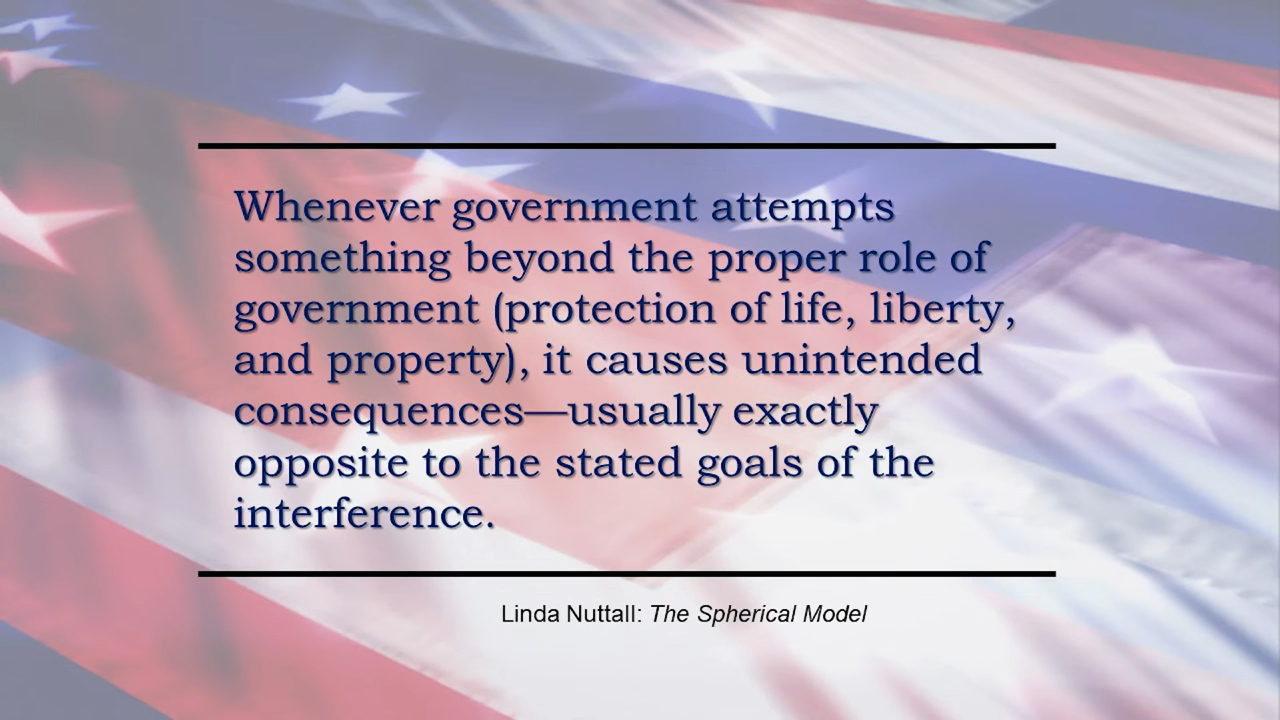 Whenever government attempts
something beyond the proper role of
government (protection of life, liberty,
and property), it causes unintended
consequences—usually exactly
opposite to the stated goals of the
interference.
Linda Nuttall: The Spherical Model